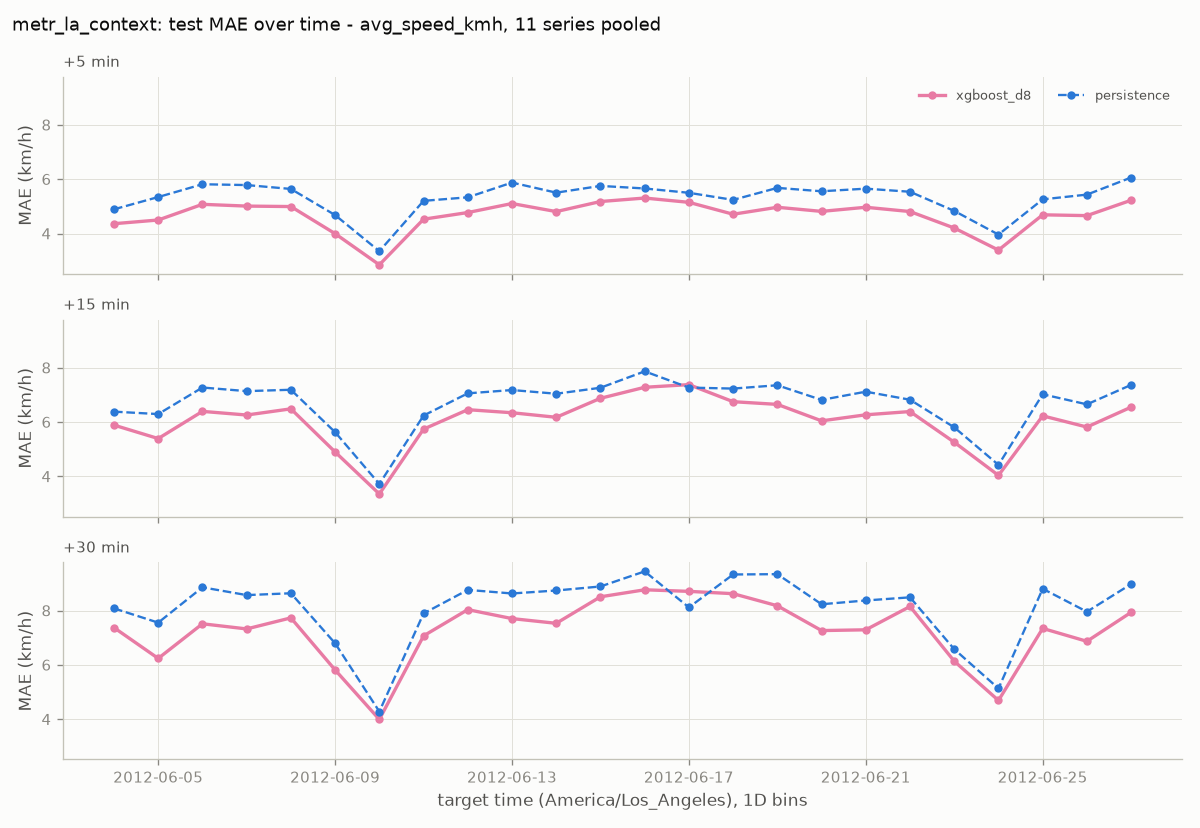 metr_la_context: test MAE over time - avg_speed_kmh, 11 series pooled
+5 min
xgboost_d8
persistence
MAE (km/h)
8
6
4
+15 min
MAE (km/h)
8
6
4
+30 min
MAE (km/h)
8
6
4
2012-06-05
2012-06-09
2012-06-13
2012-06-17
2012-06-21
2012-06-25
target time (America/Los_Angeles), 1D bins